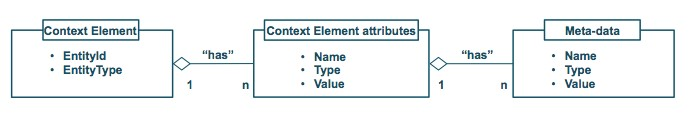 Context Element
• EntityId
• EntityType
"has"
1
n
Context Element attributes
• Name
• Type
• Value
"has"
1
n
Meta-data
• Name
• Type
• Value